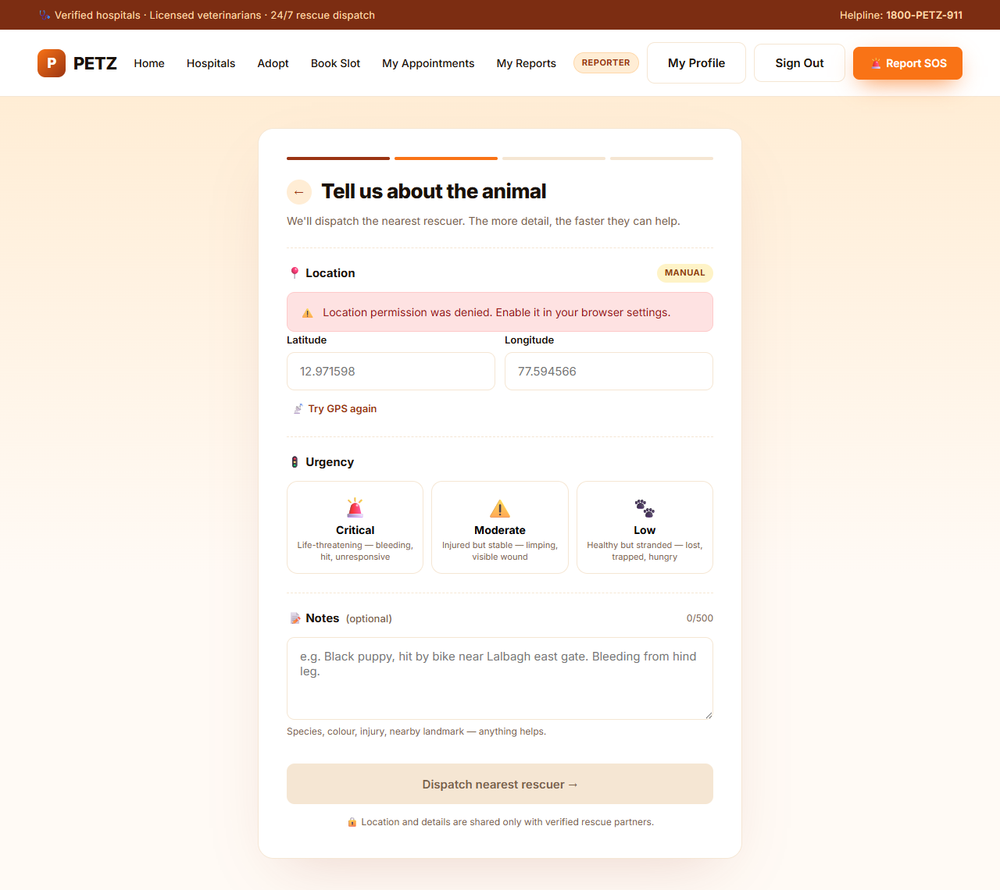 Verified hospitals · Licensed veterinarians · 24/7 rescue dispatch
Helpline: 1800-PETZ-911
P PETZ
Home
Hospitals
Adopt
Book Slot
My Appointments
My Reports
REPORTER
My Profile
Sign Out
Report SOS
← Tell us about the animal
We'll dispatch the nearest rescuer. The more detail, the faster they can help.
Location
MANUAL
Location permission was denied. Enable it in your browser settings.
Latitude
Longitude
12.971598
77.594566
Try GPS again
Urgency
Critical
Life-threatening — bleeding,
hit, unresponsive
Moderate
Injured but stable — limping,
visible wound
Low
Healthy but stranded — lost,
trapped, hungry
Notes (optional)
0/500
e.g. Black puppy, hit by bike near Lalbagh east gate. Bleeding from hind
leg.
Species, colour, injury, nearby landmark — anything helps.
Dispatch nearest rescuer →
Location and details are shared only with verified rescue partners.